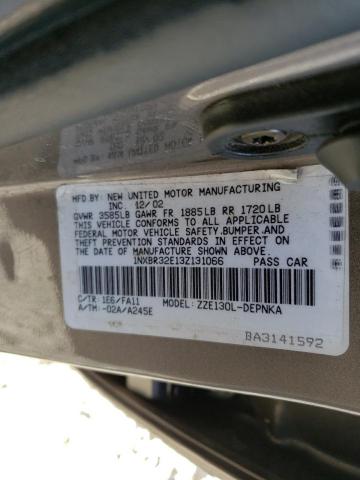 MFD.BY: NEW UNITED MOTOR MANUFACTURING
INC. 12/02
GVWR 3585LB GAWR FR 1885LB RR 1720LB
THIS VEHICLE CONFORMS TO ALL APPLICABLE
FEDERAL MOTOR VEHICLE SAFETY,BUMPER,AND
THEFT PREVENTION STANDARDS IN EFFECT ON
THE DATE OF MANUFACTURE SHOWN ABOVE.
1NXBR32E13Z131066 PASS CAR
C/TR: 1E6/FA11 MODEL: ZZE130L-DEPNKA
A/TM: -02A/A245E
BA3141592